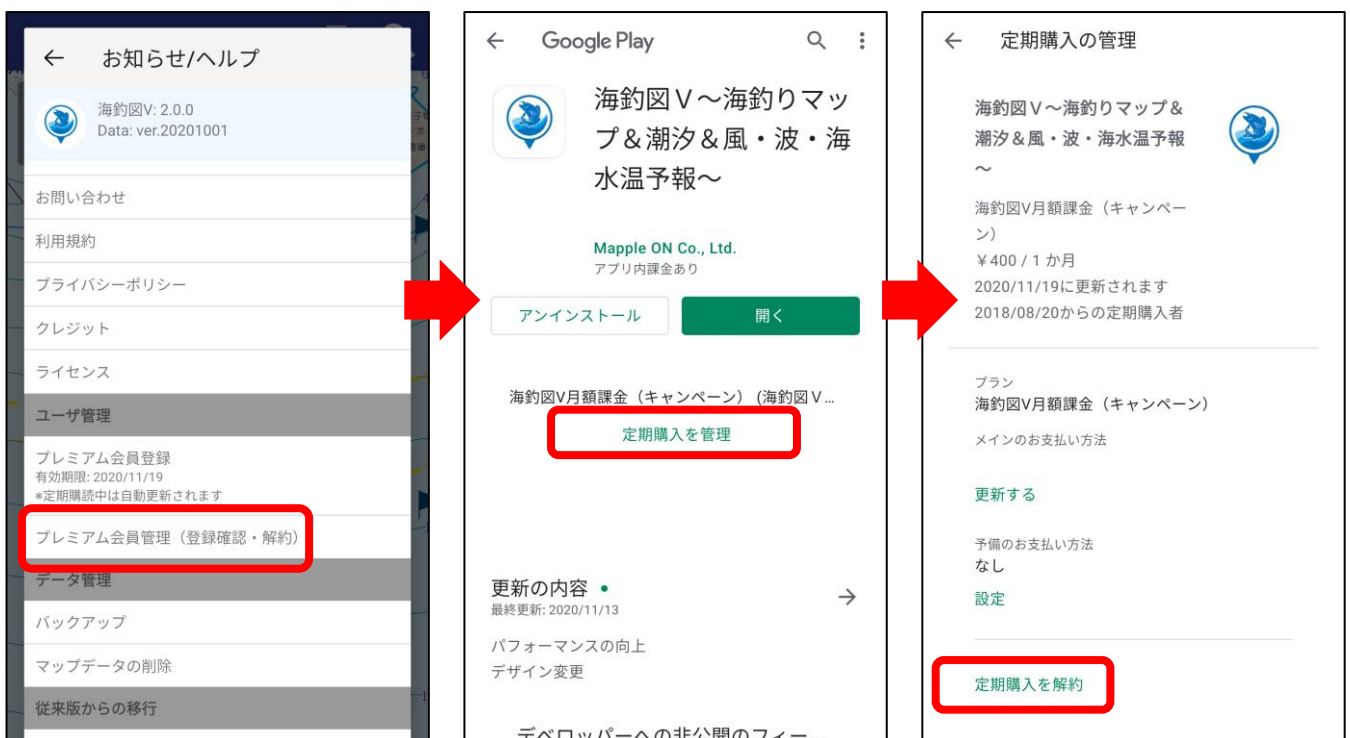 お知らせ/ヘルプ
海釣図V: 2.0.0
Data: ver.20201001
お問い合わせ
利用規約
プライバシーポリシー
クレジット
ライセンス
ユーザ管理
プレミアム会員登録
有効期限: 2020/11/19
*定期購読中は自動更新されます
プレミアム会員管理（登録確認・解約）
データ管理
バックアップ
マップデータの削除
従来版からの移行
Google Play
海釣図Ｖ～海釣りマッ
プ＆潮汐＆風・波・海
水温予報～
Mapple ON Co., Ltd.
アプリ内課金あり
アンインストール
開く
海釣図V月額課金（キャンペーン） (海釣図Ｖ...
定期購入を管理
更新の内容
最終更新: 2020/11/13
パフォーマンスの向上
デザイン変更
デベロッパーへの非公開のフィー
定期購入の管理
海釣図Ｖ～海釣りマップ＆
潮汐＆風・波・海水温予報
～
海釣図V月額課金（キャンペー
ン）
￥400 / 1 か月
2020/11/19に更新されます
2018/08/20からの定期購入者
プラン
海釣図V月額課金（キャンペーン）
メインのお支払い方法
更新する
予備のお支払い方法
なし
設定
定期購入を解約